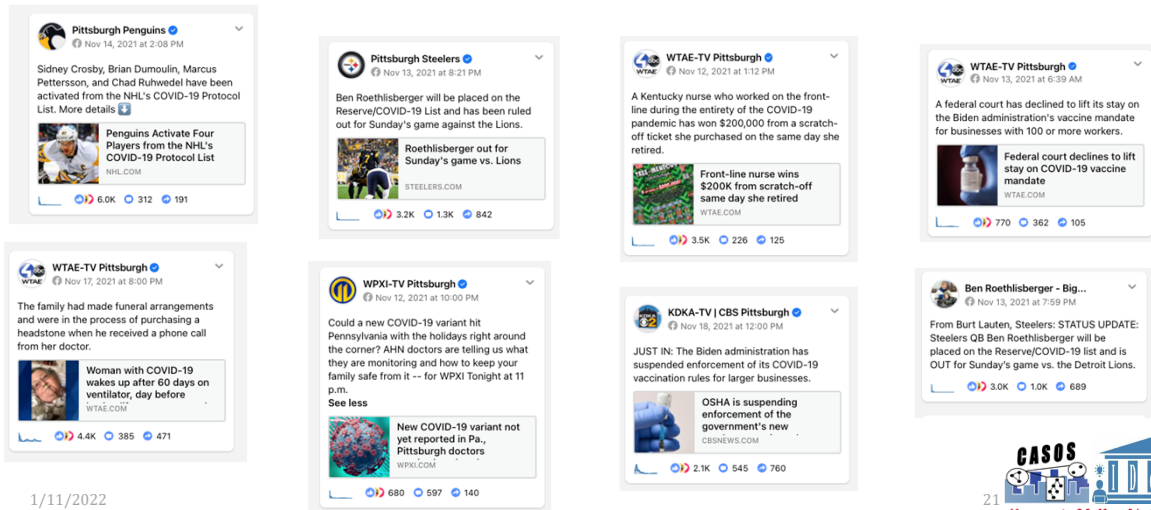 Pittsburgh Penguins
Nov 14, 2021 at 2:08 PM
Sidney Crosby, Brian Dumoulin, Marcus
Pettersson, and Chad Ruhwedel have been
activated from the NHL's COVID-19 Protocol
List. More details
Penguins Activate Four
Players from the NHL's
COVID-19 Protocol List
NHL.COM
6.0K 312 191
Pittsburgh Steelers
Nov 13, 2021 at 8:21 PM
Ben Roethlisberger will be placed on the
Reserve/COVID-19 List and has been ruled
out for Sunday's game against the Lions.
Roethlisberger out for
Sunday's game vs. Lions
STEELERS.COM
3.2K 1.3K 842
WTAE-TV Pittsburgh
Nov 12, 2021 at 1:12 PM
A Kentucky nurse who worked on the front-
line during the entirety of the COVID-19
pandemic has won $200,000 from a scratch-
off ticket she purchased on the same day she
retired.
Front-line nurse wins
$200K from scratch-off
same day she retired
WTAE.COM
3.5K 226 125
WTAE-TV Pittsburgh
Nov 13, 2021 at 6:39 AM
A federal court has declined to lift its stay on
the Biden administration's vaccine mandate
for businesses with 100 or more workers.
Federal court declines to lift
stay on COVID-19 vaccine
mandate
WTAE.COM
770 362 105
WTAE-TV Pittsburgh
Nov 17, 2021 at 8:00 PM
The family had made funeral arrangements
and were in the process of purchasing a
headstone when he received a phone call
from her doctor.
Woman with COVID-19
wakes up after 60 days on
ventilator, day before
WTAE.COM
4.4K 385 471
WPXI-TV Pittsburgh
Nov 12, 2021 at 10:00 PM
Could a new COVID-19 variant hit
Pennsylvania with the holidays right around
the corner? AHN doctors are telling us what
they are monitoring and how to keep your
family safe from it -- for WPXI Tonight at 11
p.m.
See less
New COVID-19 variant not
yet reported in Pa.,
Pittsburgh doctors
WPXI.COM
680 597 140
KDKA-TV | CBS Pittsburgh
Nov 18, 2021 at 12:00 PM
JUST IN: The Biden administration has
suspended enforcement of its COVID-19
vaccination rules for larger businesses.
OSHA is suspending
enforcement of the
government's new
CBSNEWS.COM
2.1K 545 760
Ben Roethlisberger - Big...
Nov 13, 2021 at 7:59 PM
From Burt Lauten, Steelers: STATUS UPDATE:
Steelers QB Ben Roethlisberger will be
placed on the Reserve/COVID-19 list and is
OUT for Sunday's game vs. the Detroit Lions.
3.0K 1.0K 689
1/11/2022
21
CASOS